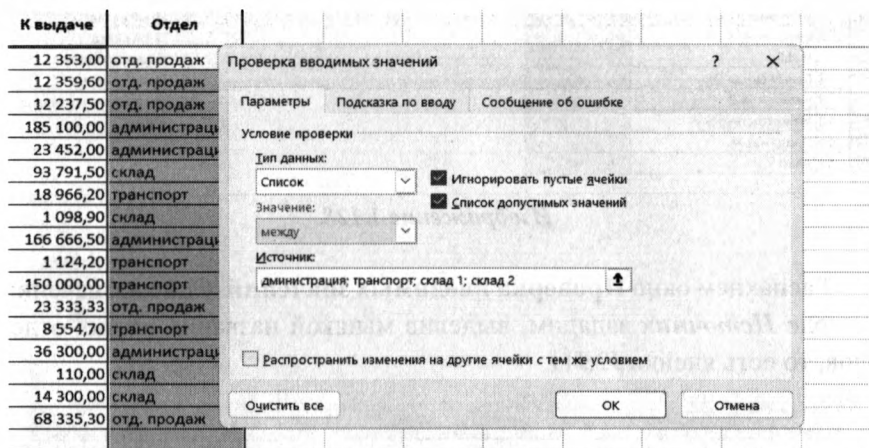 К выдаче Отдел
12 353,00 отд. продаж
12 359,60 отд. продаж
12 237,50 отд. продаж
185 100,00 администраци
23 452,00 администраци
93 791,50 склад
18 966,20 транспорт
1 098,90 склад
166 666,50 администраци
1 124,20 транспорт
150 000,00 транспорт
23 333,33 отд. продаж
8 554,70 транспорт
36 300,00 администраци
110,00 склад
14 300,00 склад
68 335,30 отд. продаж
Проверка вводимых значений ? ×
Параметры Подсказка по вводу Сообщение об ошибке
Условие проверки
Тип данных:
Список Игнорировать пустые ячейки
Значение: Список допустимых значений
между
Источник:
дминистрация; транспорт; склад 1; склад 2
Распространить изменения на другие ячейки с тем же условием
Очистить все ОК Отмена